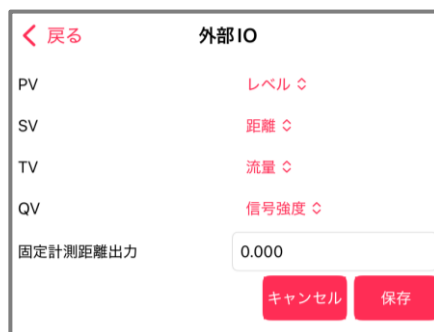 戻る 外部IO
PV レベル
SV 距離
TV 流量
QV 信号強度
固定計測距離出力 0.000
キャンセル 保存